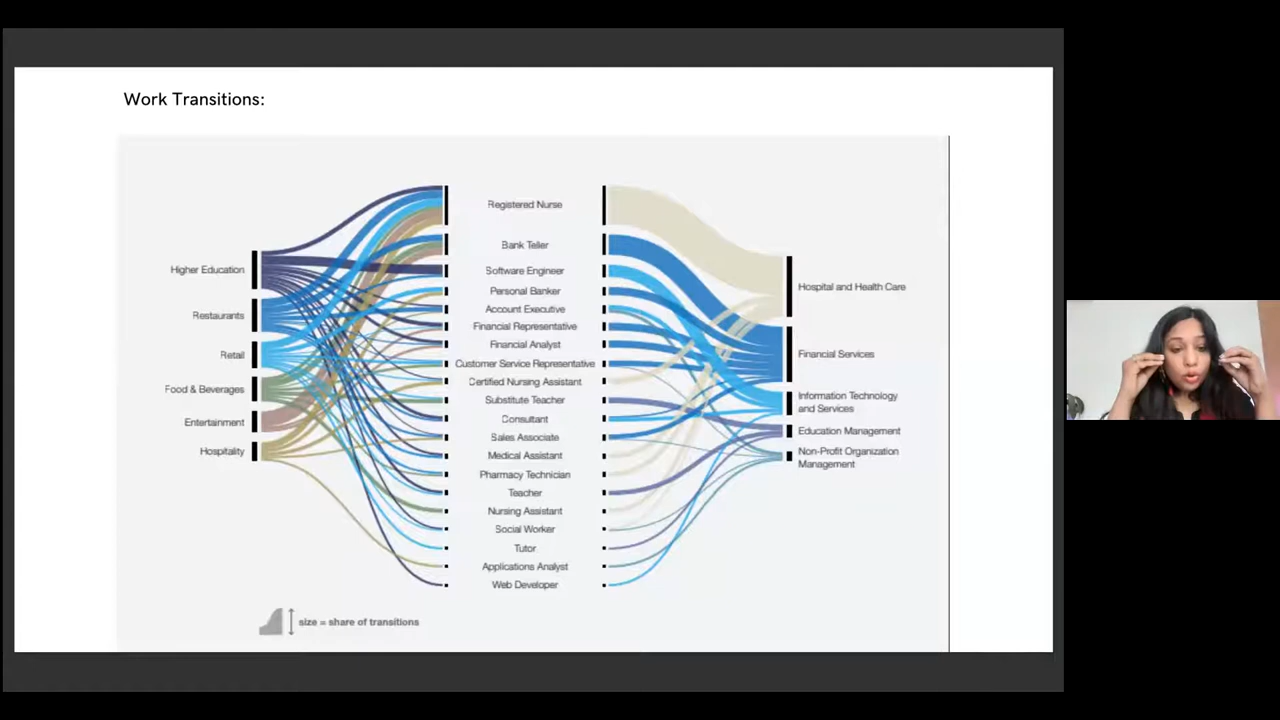 Work Transitions:
Higher Education
Restaurants
Retail
Food & Beverages
Entertainment
Hospitality
Registered Nurse
Bank Teller
Software Engineer
Personal Banker
Account Executive
Financial Representative
Financial Analyst
Customer Service Representative
Certified Nursing Assistant
Substitute Teacher
Consultant
Sales Associate
Medical Assistant
Pharmacy Technician
Teacher
Nursing Assistant
Social Worker
Tutor
Applications Analyst
Web Developer
Hospital and Health Care
Financial Services
Information Technology
and Services
Education Management
Non-Profit Organization
Management
size = share of transitions